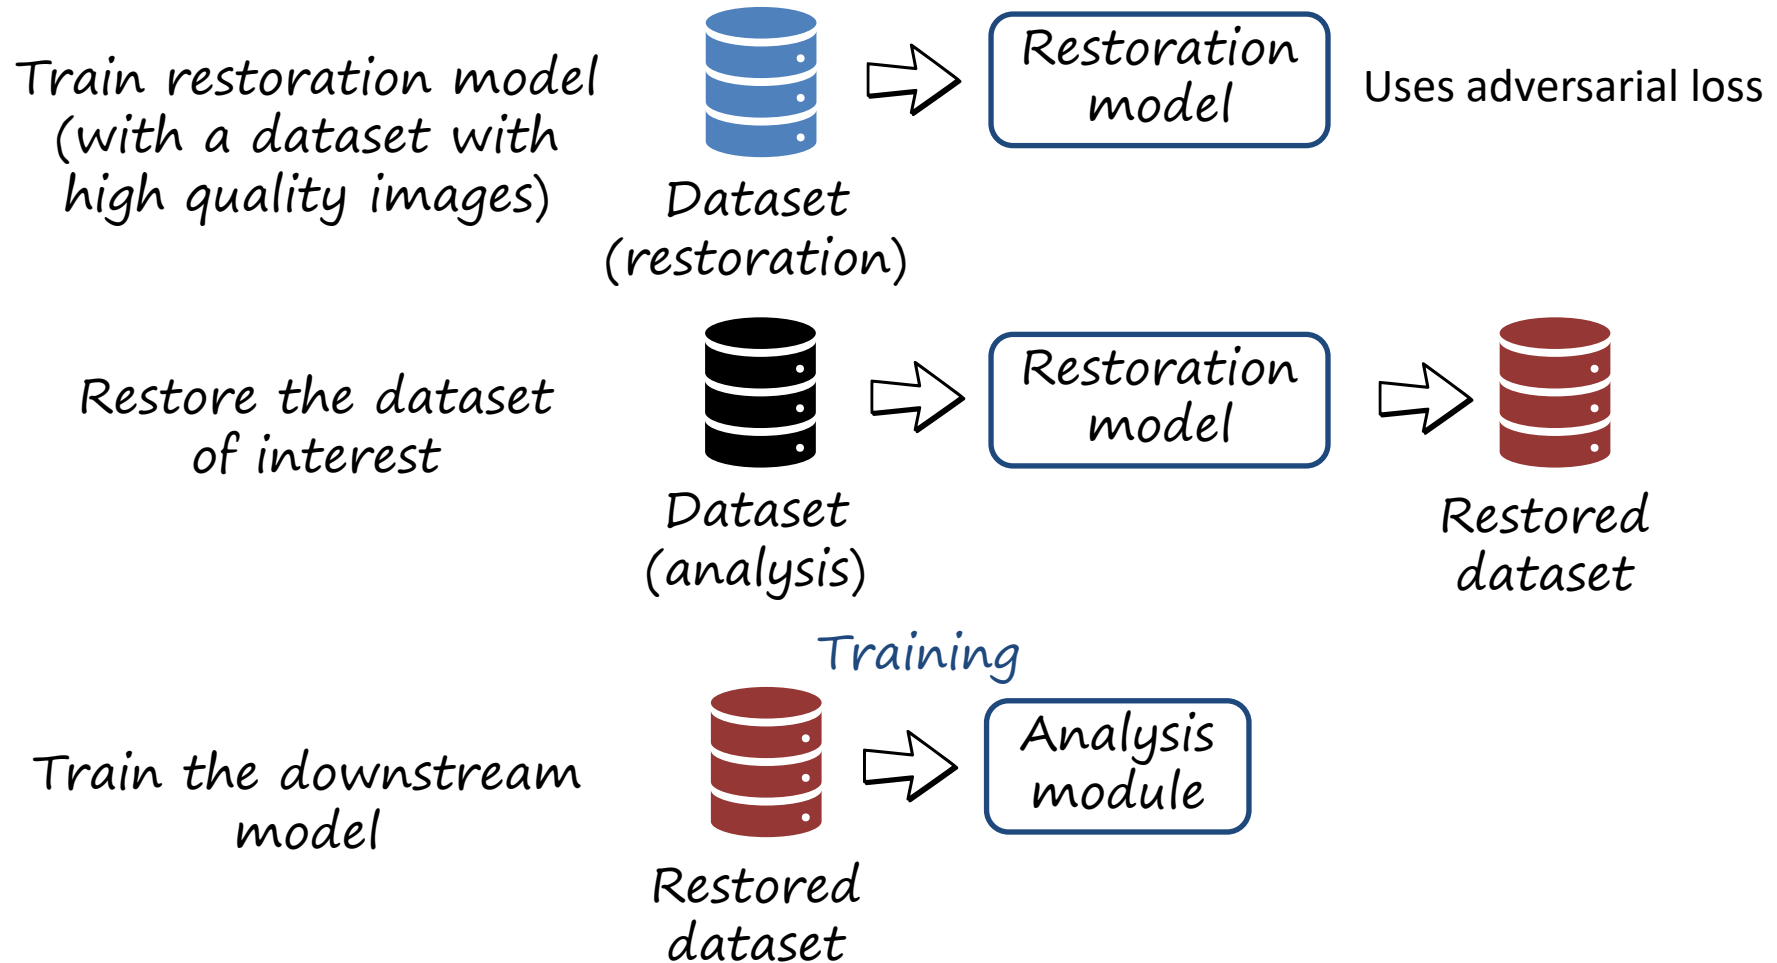 Train restoration model
(with a dataset with
high quality images)
Dataset
(restoration)
Restoration
model
Uses adversarial loss
Restore the dataset
of interest
Dataset
(analysis)
Restoration
model
Restored
dataset
Train the downstream
model
Training
Restored
dataset
Analysis
module